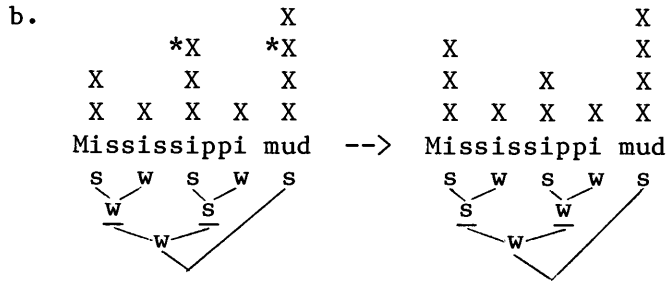 b. X X
*X *X X X
X X X X X X
X X X X X X X X X X
Mississippi mud --> Mississippi mud
s w s w s s w s w s
w s s w
w w